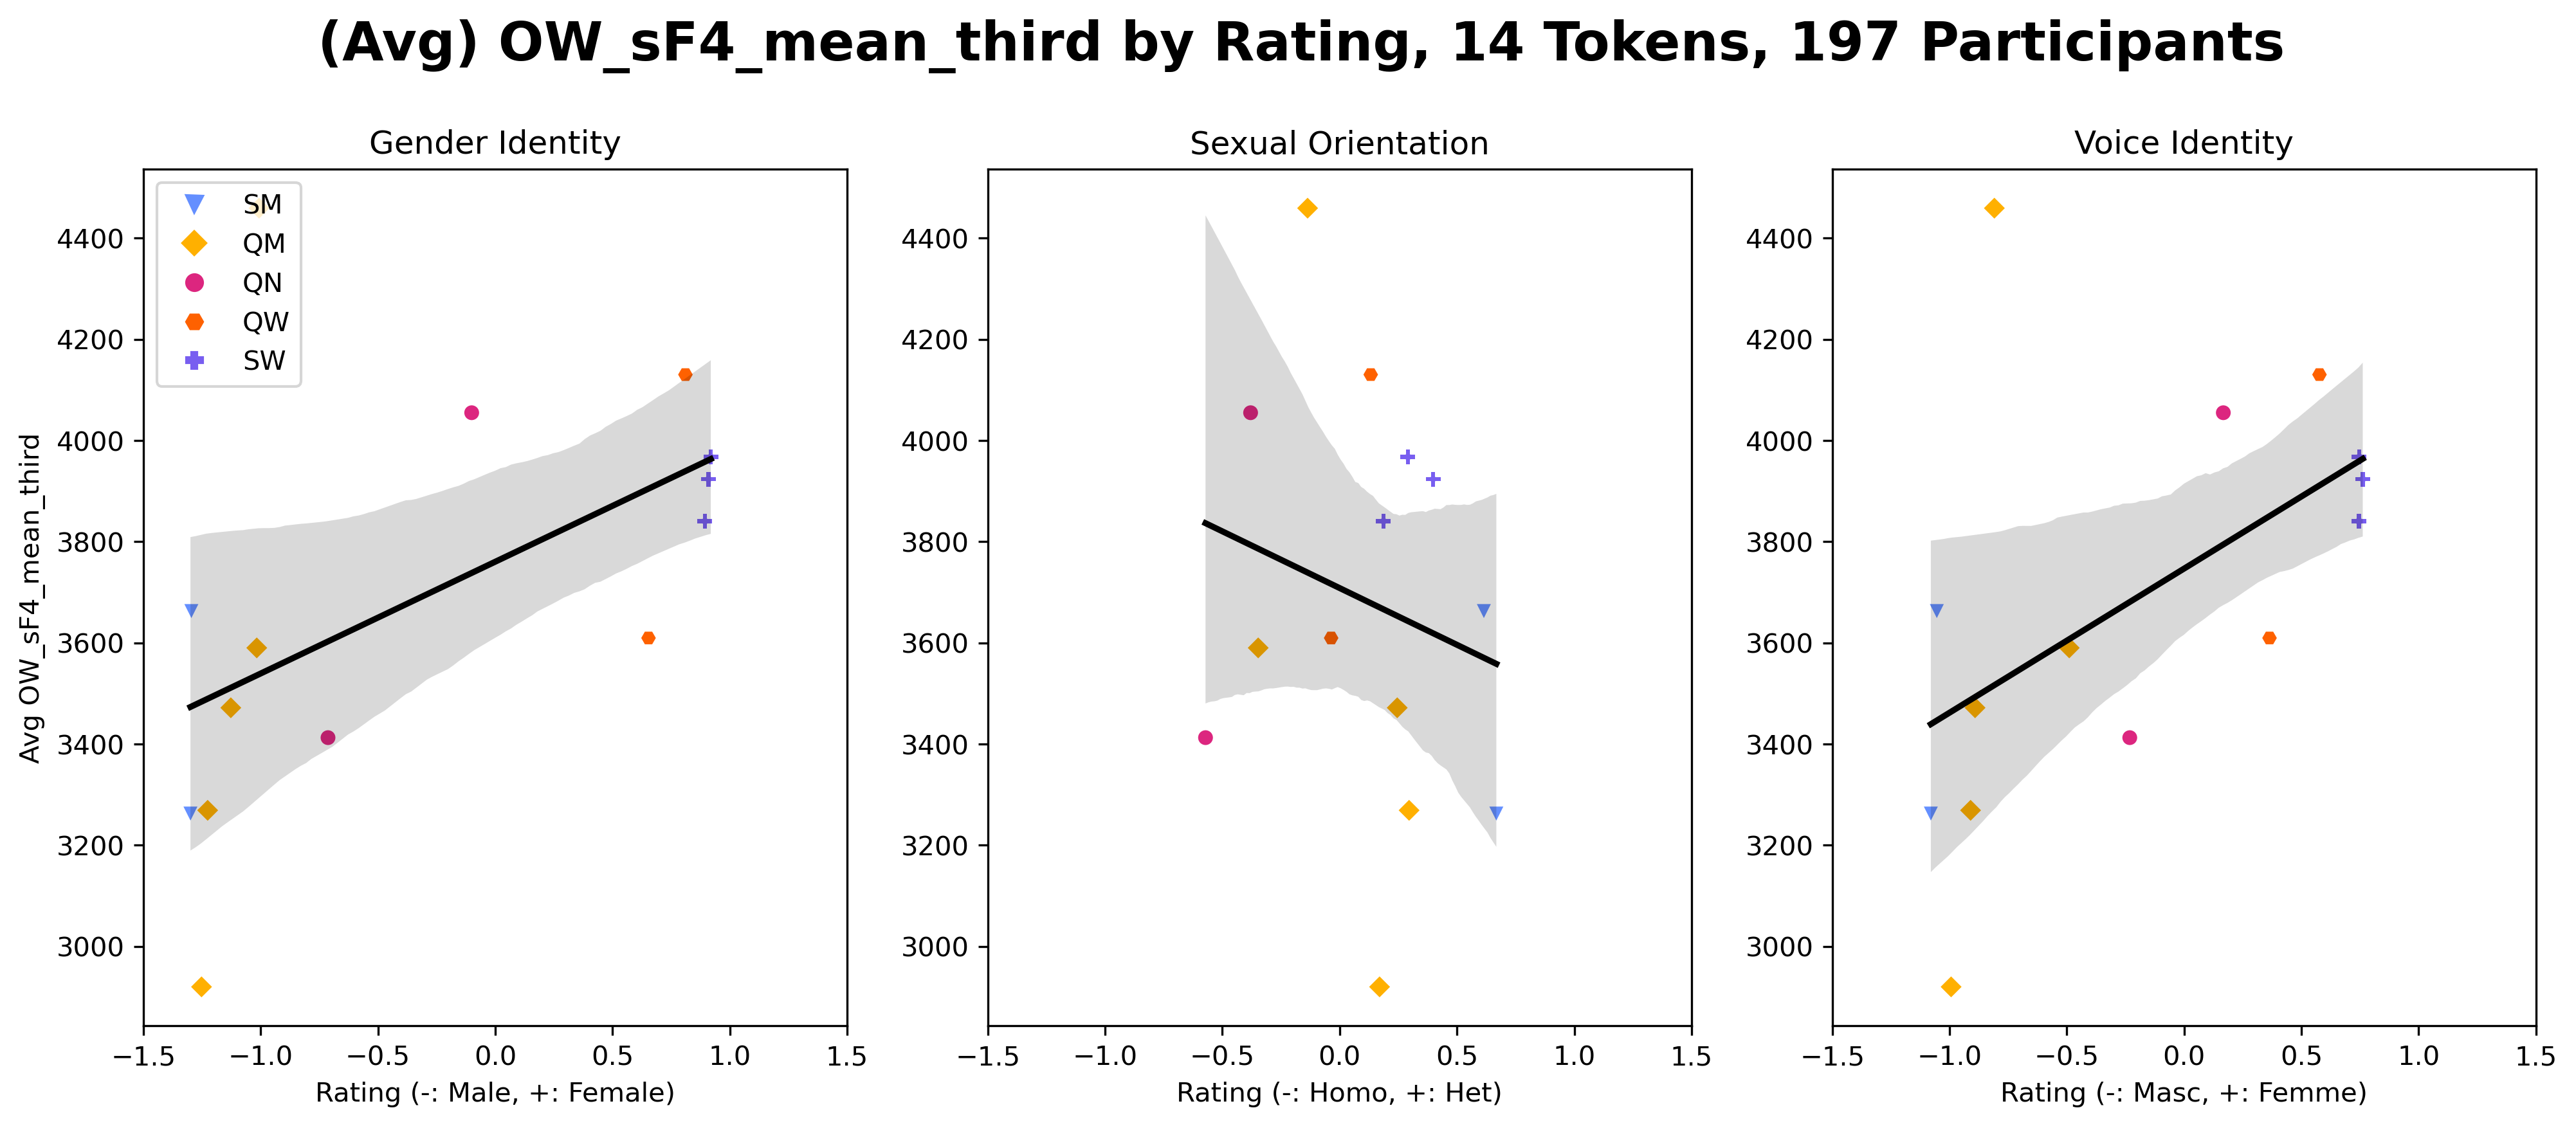 (Avg) OW_sF4_mean_third by Rating, 14 Tokens, 197 Participants
Gender Identity
SM
QM
QN
QW
SW
4400
4200
4000
3800
3600
3400
3200
3000
Avg OW_sF4_mean_third
−1.5 −1.0 −0.5 0.0 0.5 1.0 1.5
Rating (-: Male, +: Female)
Sexual Orientation
4400
4200
4000
3800
3600
3400
3200
3000
−1.5 −1.0 −0.5 0.0 0.5 1.0 1.5
Rating (-: Homo, +: Het)
Voice Identity
4400
4200
4000
3800
3600
3400
3200
3000
−1.5 −1.0 −0.5 0.0 0.5 1.0 1.5
Rating (-: Masc, +: Femme)